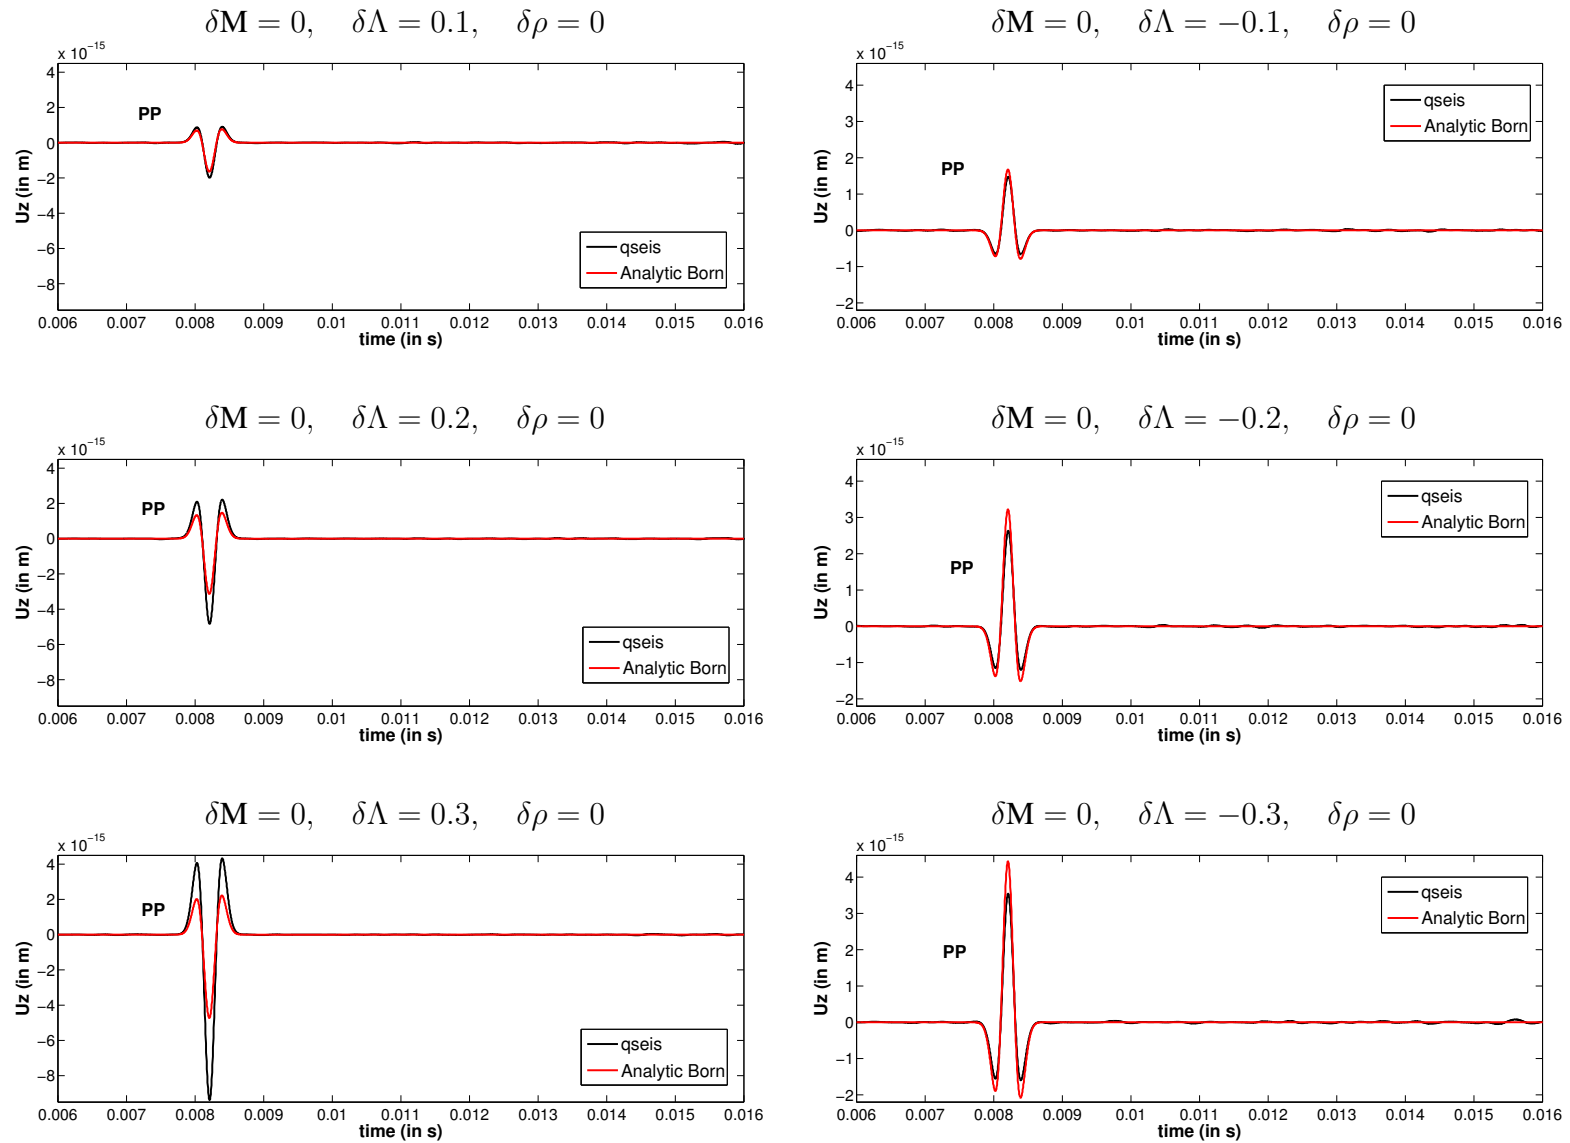 δM = 0, δΛ = 0.1, δρ = 0
x 10⁻¹⁵
4
2
0
−2
−4
−6
−8
Uz (in m)
PP
qseis
Analytic Born
0.006 0.007 0.008 0.009 0.01 0.011 0.012 0.013 0.014 0.015 0.016
time (in s)
δM = 0, δΛ = −0.1, δρ = 0
x 10⁻¹⁵
4
3
2
1
0
−1
−2
Uz (in m)
PP
qseis
Analytic Born
0.006 0.007 0.008 0.009 0.01 0.011 0.012 0.013 0.014 0.015 0.016
time (in s)
δM = 0, δΛ = 0.2, δρ = 0
x 10⁻¹⁵
4
2
0
−2
−4
−6
−8
Uz (in m)
PP
qseis
Analytic Born
0.006 0.007 0.008 0.009 0.01 0.011 0.012 0.013 0.014 0.015 0.016
time (in s)
δM = 0, δΛ = −0.2, δρ = 0
x 10⁻¹⁵
4
3
2
1
0
−1
−2
Uz (in m)
PP
qseis
Analytic Born
0.006 0.007 0.008 0.009 0.01 0.011 0.012 0.013 0.014 0.015 0.016
time (in s)
δM = 0, δΛ = 0.3, δρ = 0
x 10⁻¹⁵
4
2
0
−2
−4
−6
−8
Uz (in m)
PP
qseis
Analytic Born
0.006 0.007 0.008 0.009 0.01 0.011 0.012 0.013 0.014 0.015 0.016
time (in s)
δM = 0, δΛ = −0.3, δρ = 0
x 10⁻¹⁵
4
3
2
1
0
−1
−2
Uz (in m)
PP
qseis
Analytic Born
0.006 0.007 0.008 0.009 0.01 0.011 0.012 0.013 0.014 0.015 0.016
time (in s)